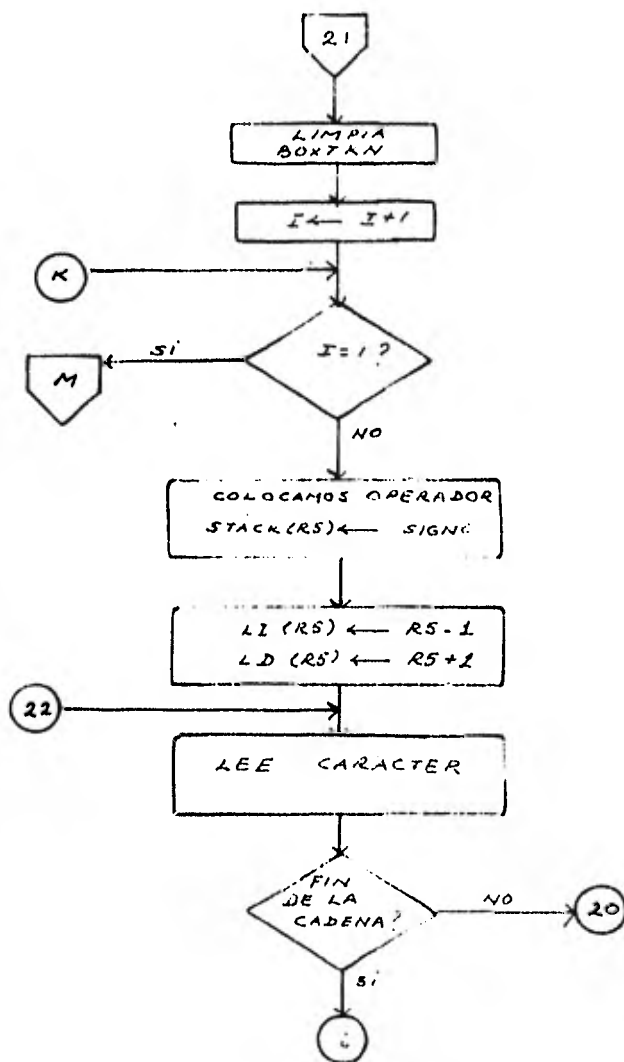 21
LIMPIA
BOXTAN
I ← I+1
K
I=1?
SI
M
NO
COLOCAMOS OPERADOR
STACK(R5) ← SIGNO
LI (R5) ← R5-1
LD (R5) ← R5+1
22
LEE CARACTER
FIN
DE LA
CADENA?
NO
20
Si
i